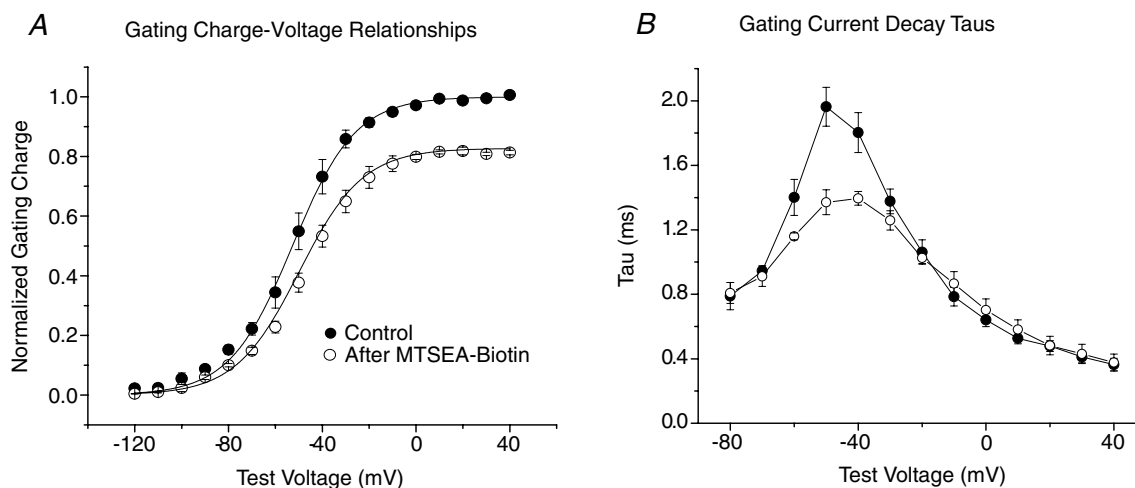 A Gating Charge-Voltage Relationships
Normalized Gating Charge
1.0
0.8
0.6
0.4
0.2
0.0
Control
After MTSEA-Biotin
-120 -80 -40 0 40
Test Voltage (mV)
B Gating Current Decay Taus
Tau (ms)
2.0
1.6
1.2
0.8
0.4
0.0
-80 -40 0 40
Test Voltage (mV)